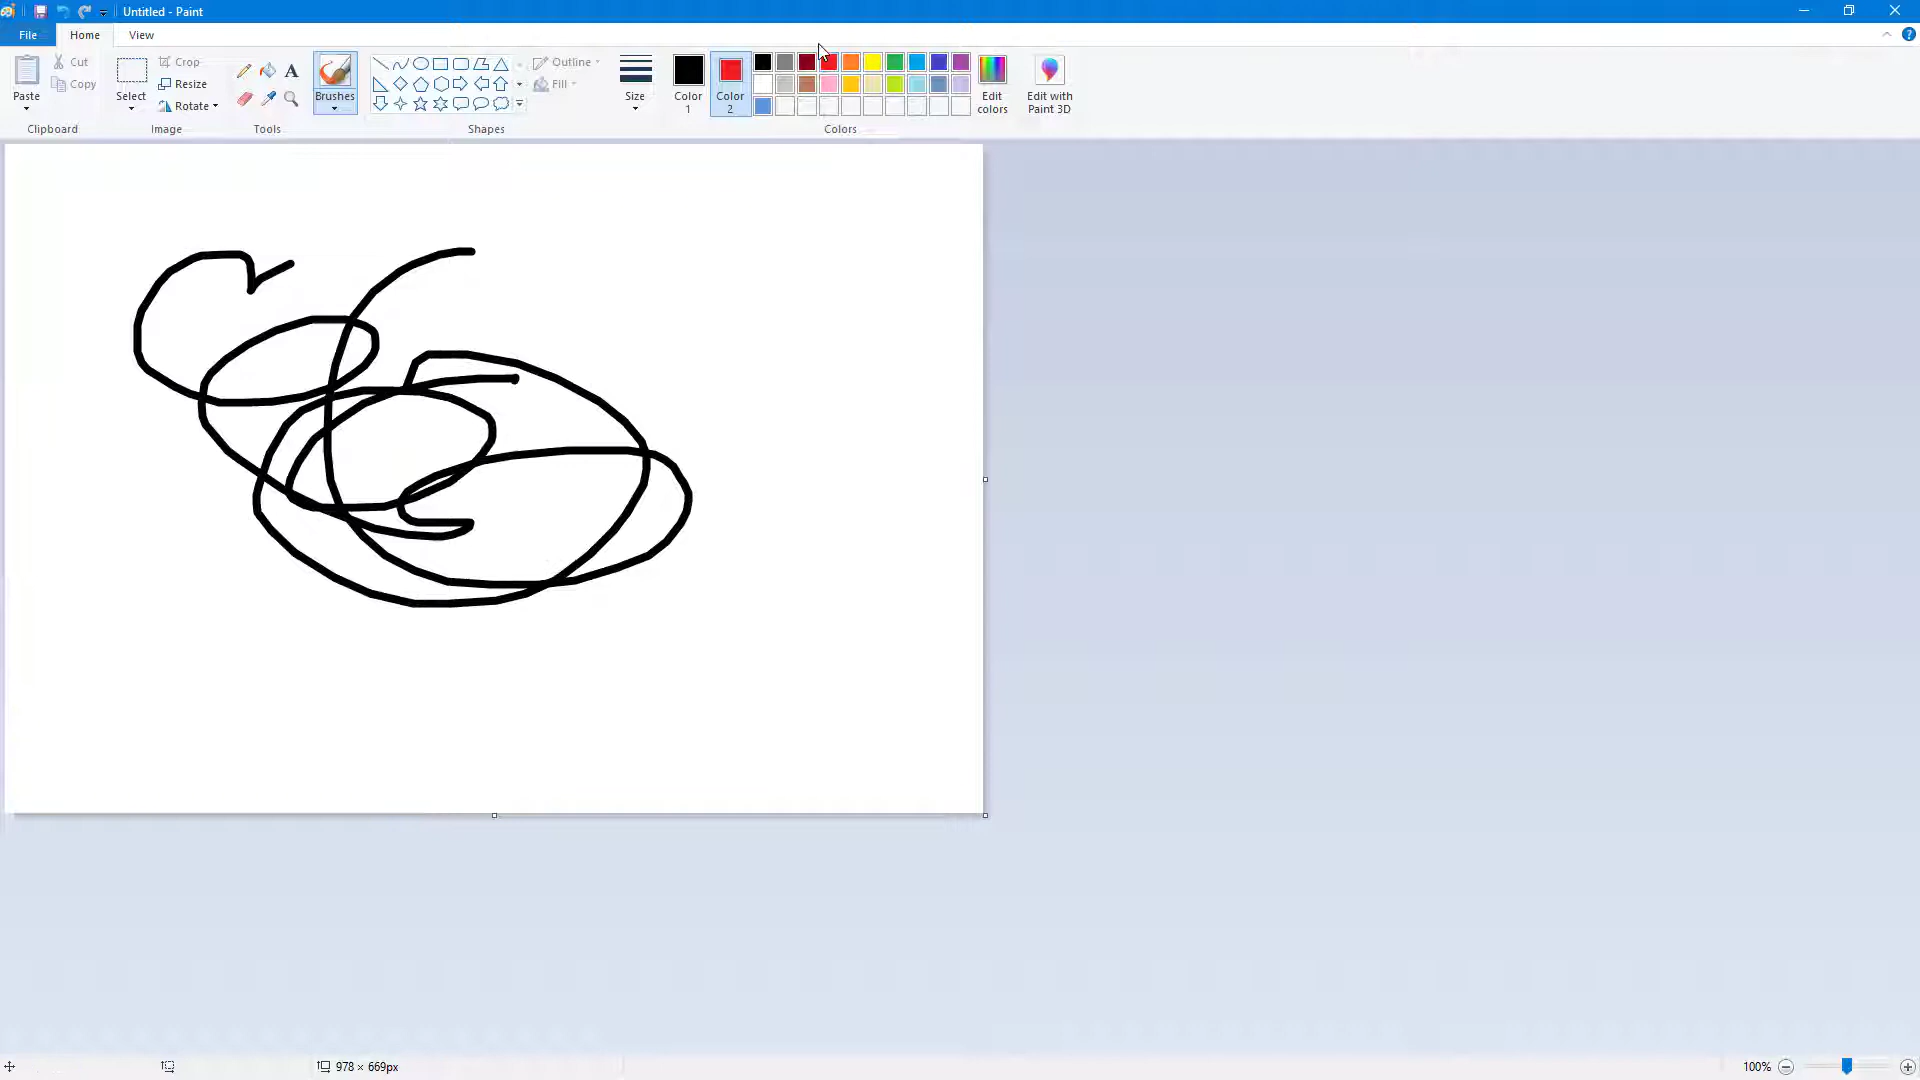 Untitled - Paint
File Home View
Paste
Cut
Copy
Clipboard
Select
Crop
Resize
Rotate
Image
A
Tools
Brushes
Shapes
Outline
Fill
Size
Color 1
Color 2
Colors
Edit colors
Edit with Paint 3D
978 × 669px
100%